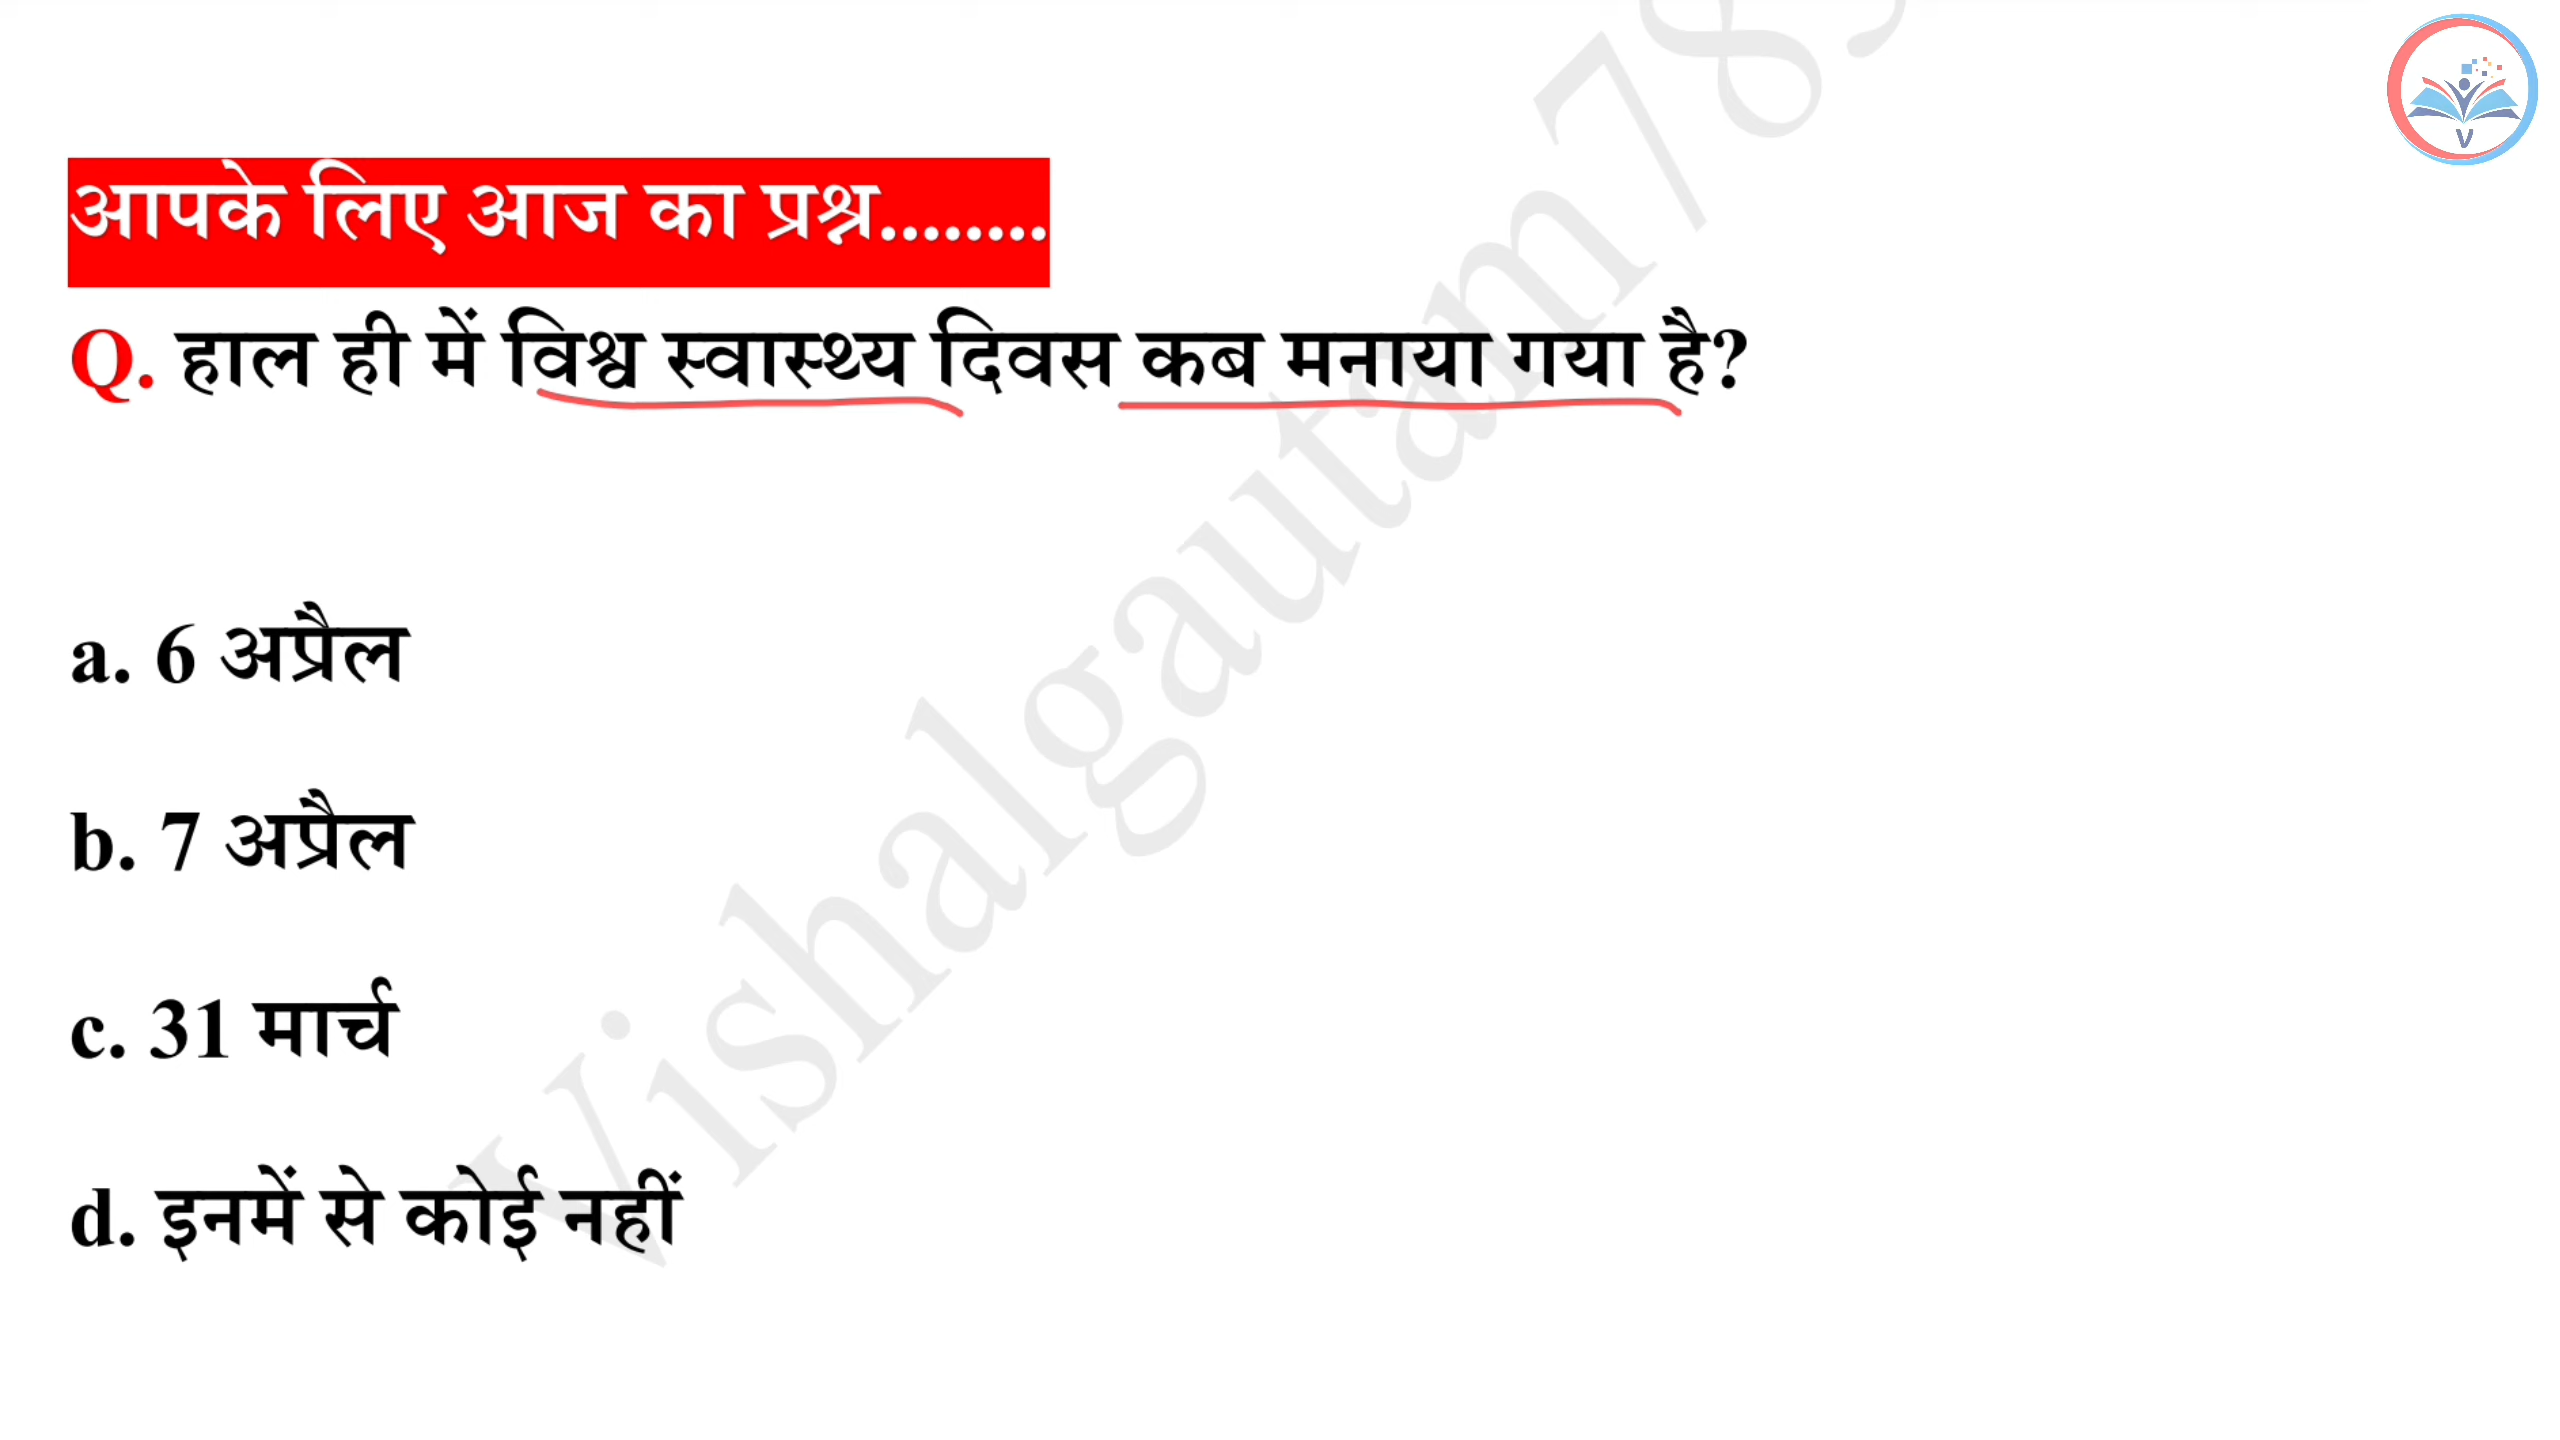 V
आपके लिए आज का प्रश्न........
Q. हाल ही में विश्व स्वास्थ्य दिवस कब मनाया गया है?
a. 6 अप्रैल
b. 7 अप्रैल
c. 31 मार्च
d. इनमें से कोई नहीं
Vishalgautam78